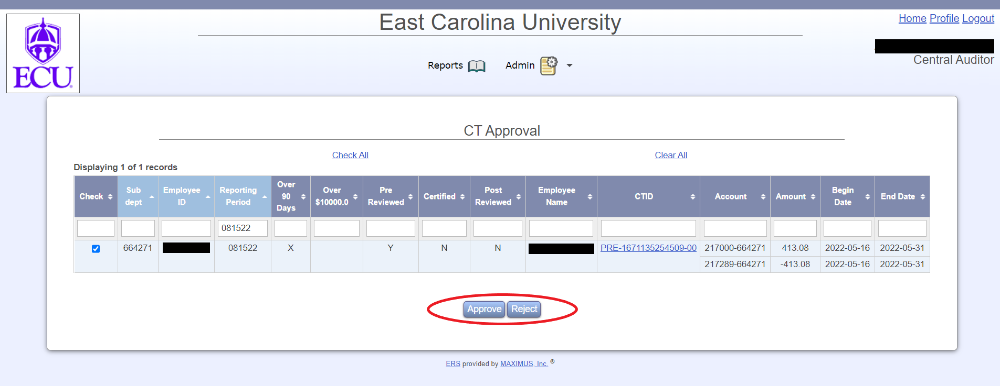 East Carolina University
Home Profile Logout
ECU
Reports Admin
Central Auditor
CT Approval
Check All Clear All
Displaying 1 of 1 records
Check Sub dept Employee ID Reporting Period Over 90 Days Over $10000.0 Pre Reviewed Certified Post Reviewed Employee Name CTID Account Amount Begin Date End Date
081522
664271 081522 X Y N N PRE-1671135254509-00 217000-664271 413.08 2022-05-16 2022-05-31
217289-664271 -413.08 2022-05-16 2022-05-31
Approve Reject
ERS provided by MAXIMUS, Inc. ®